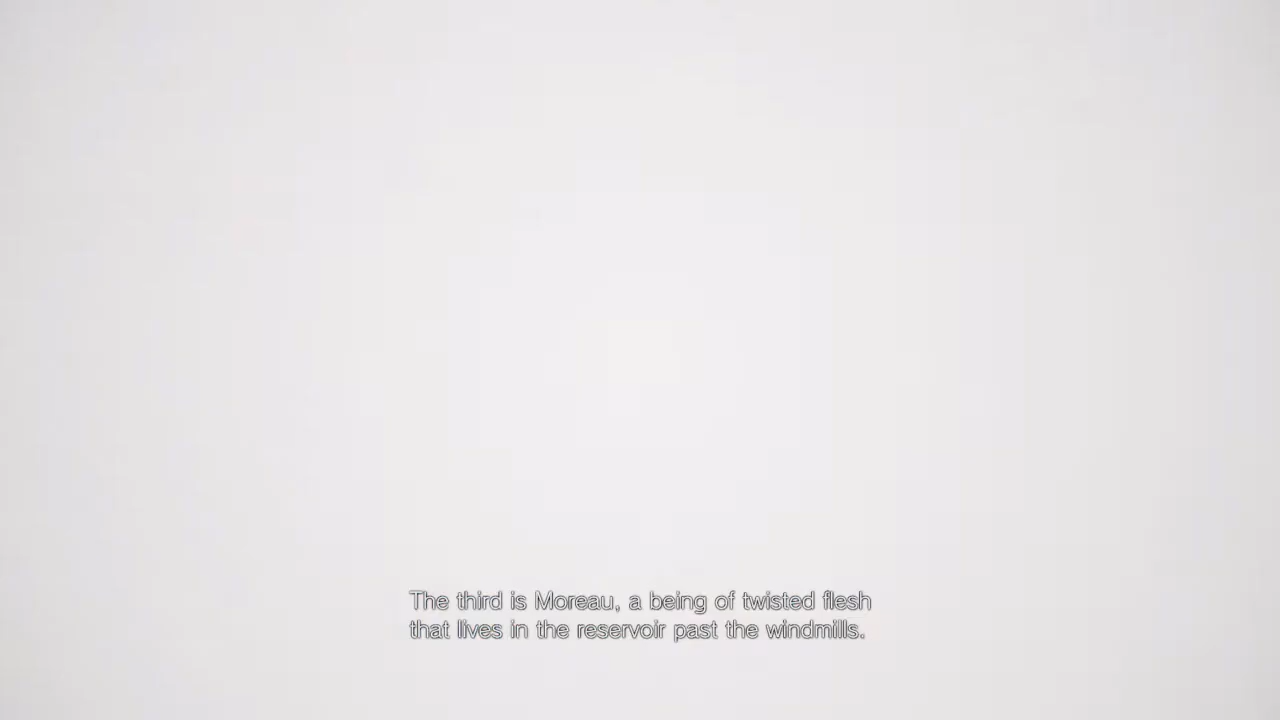 The third is Moreau, a being of twisted flesh
that lives in the reservoir past the windmills.